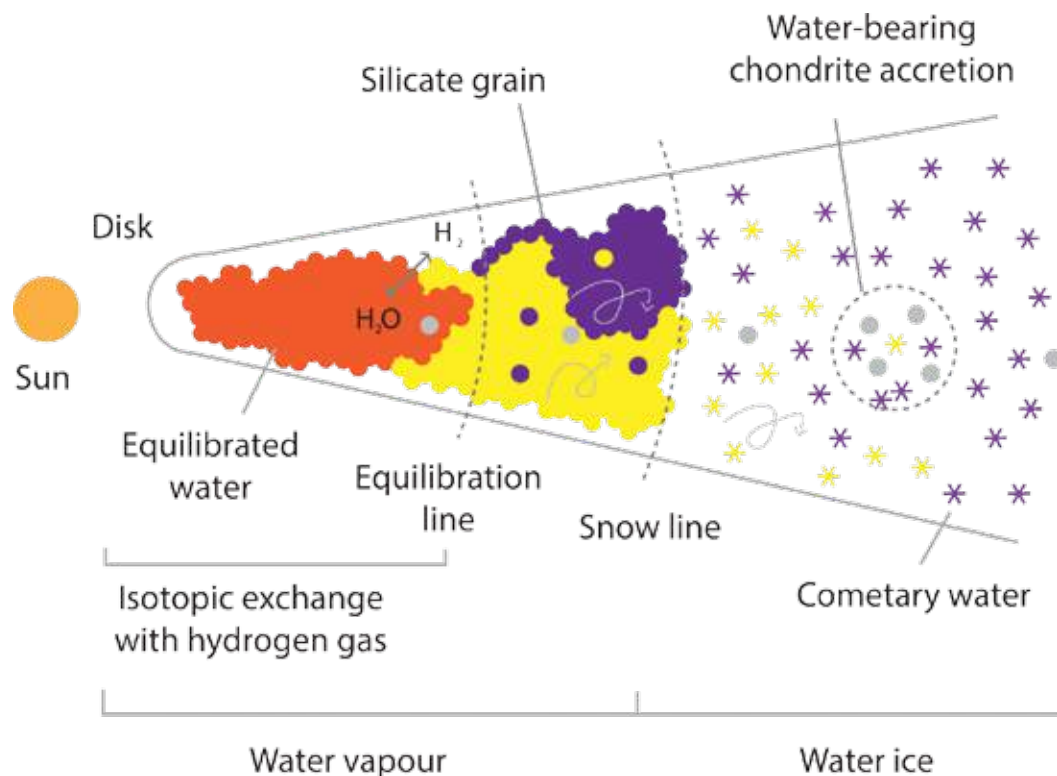 Water-bearing
chondrite accretion
Silicate grain
Disk
H₂
H₂O
Sun
Equilibrated
water
Equilibration
line
Snow line
Cometary water
Isotopic exchange
with hydrogen gas
Water vapour
Water ice